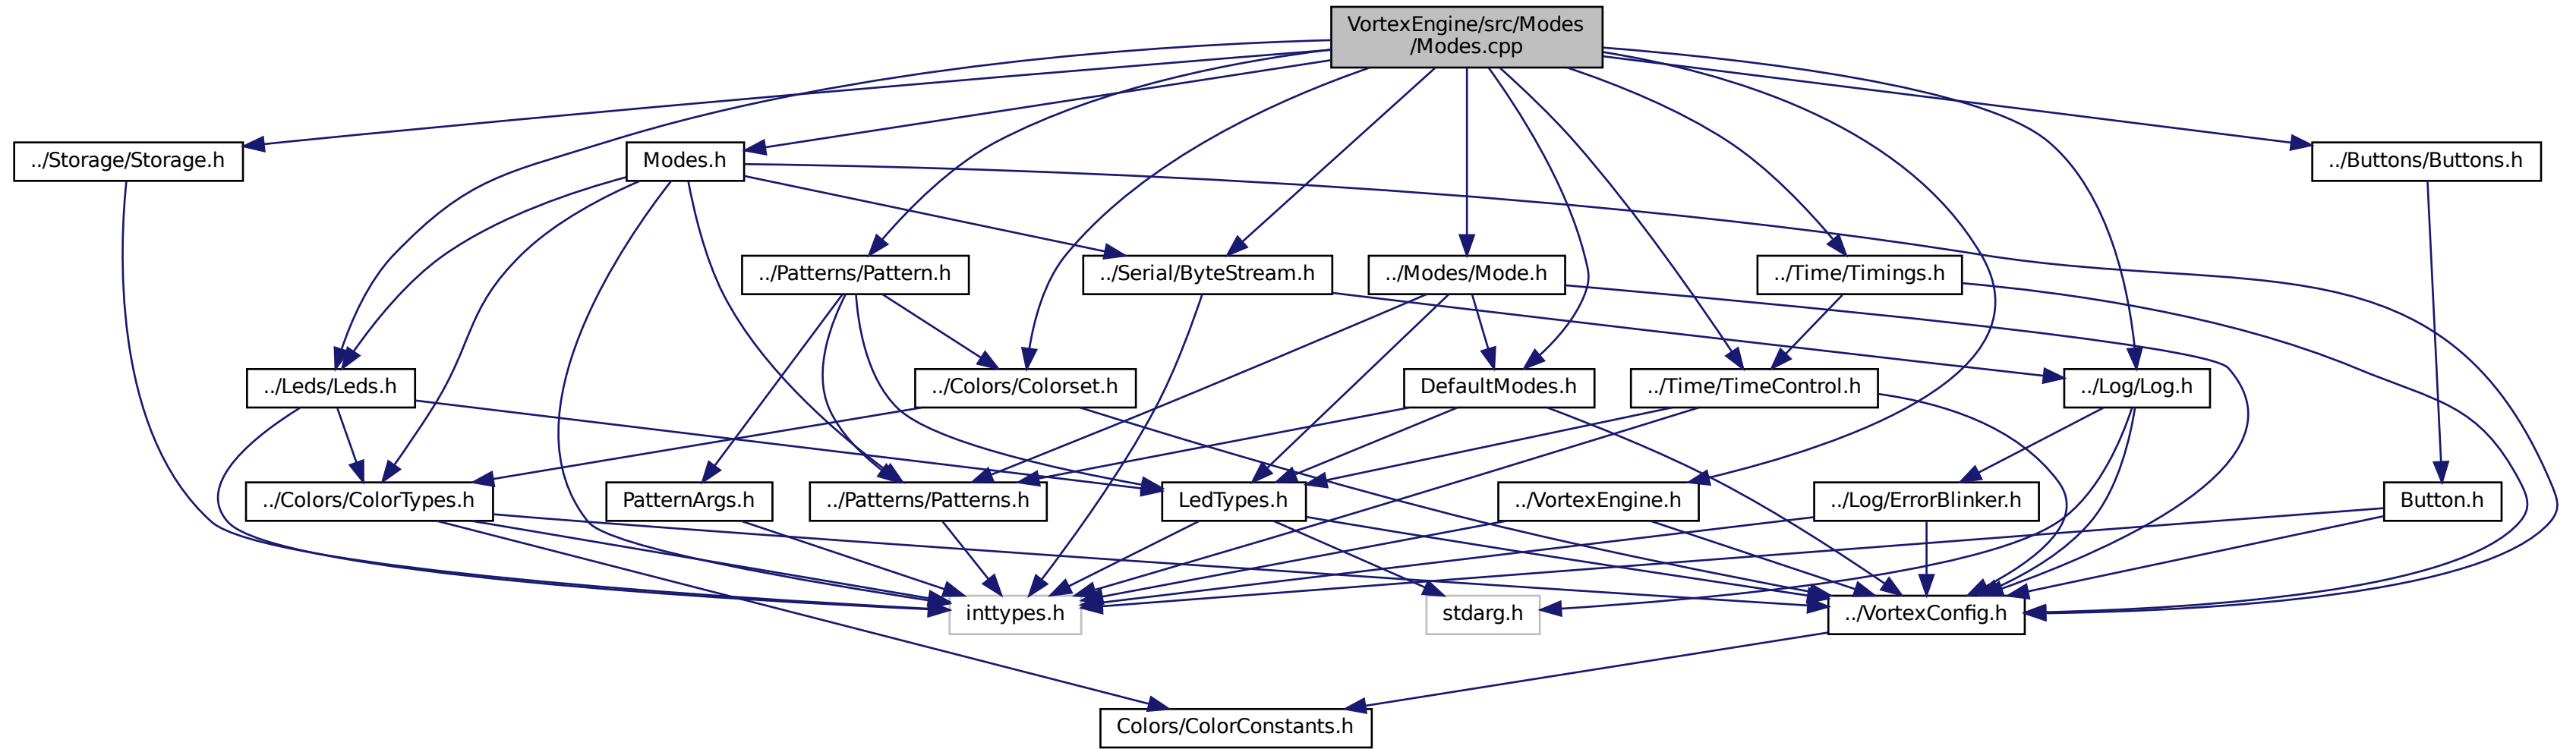 VortexEngine/src/Modes
/Modes.cpp
../Storage/Storage.h
Modes.h
../Buttons/Buttons.h
../Patterns/Pattern.h
../Serial/ByteStream.h
../Modes/Mode.h
../Time/Timings.h
../Leds/Leds.h
../Colors/Colorset.h
DefaultModes.h
../Time/TimeControl.h
../Log/Log.h
../Colors/ColorTypes.h
PatternArgs.h
../Patterns/Patterns.h
LedTypes.h
../VortexEngine.h
../Log/ErrorBlinker.h
Button.h
inttypes.h
stdarg.h
../VortexConfig.h
Colors/ColorConstants.h